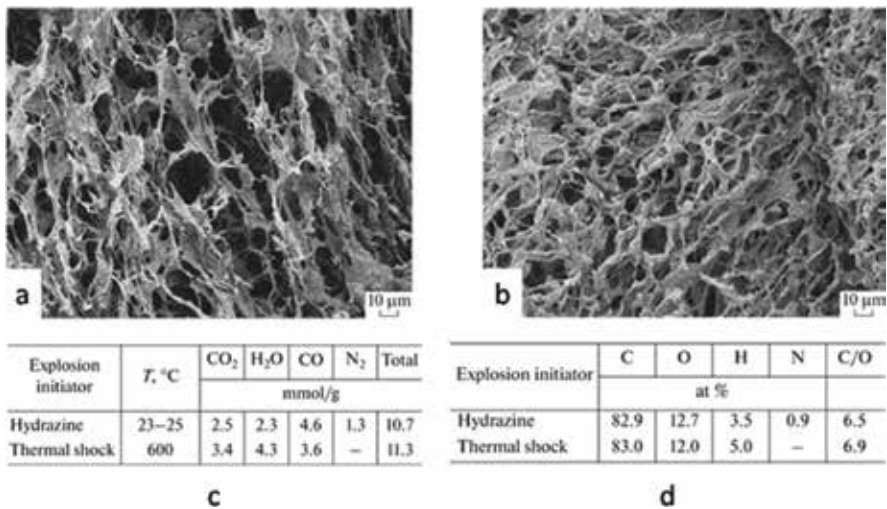 a
10 μm
b
10 μm
Explosion initiator T, °C CO2 H2O CO N2 Total
mmol/g
Hydrazine 23–25 2.5 2.3 4.6 1.3 10.7
Thermal shock 600 3.4 4.3 3.6 – 11.3
c
Explosion initiator C O H N C/O
at %
Hydrazine 82.9 12.7 3.5 0.9 6.5
Thermal shock 83.0 12.0 5.0 – 6.9
d